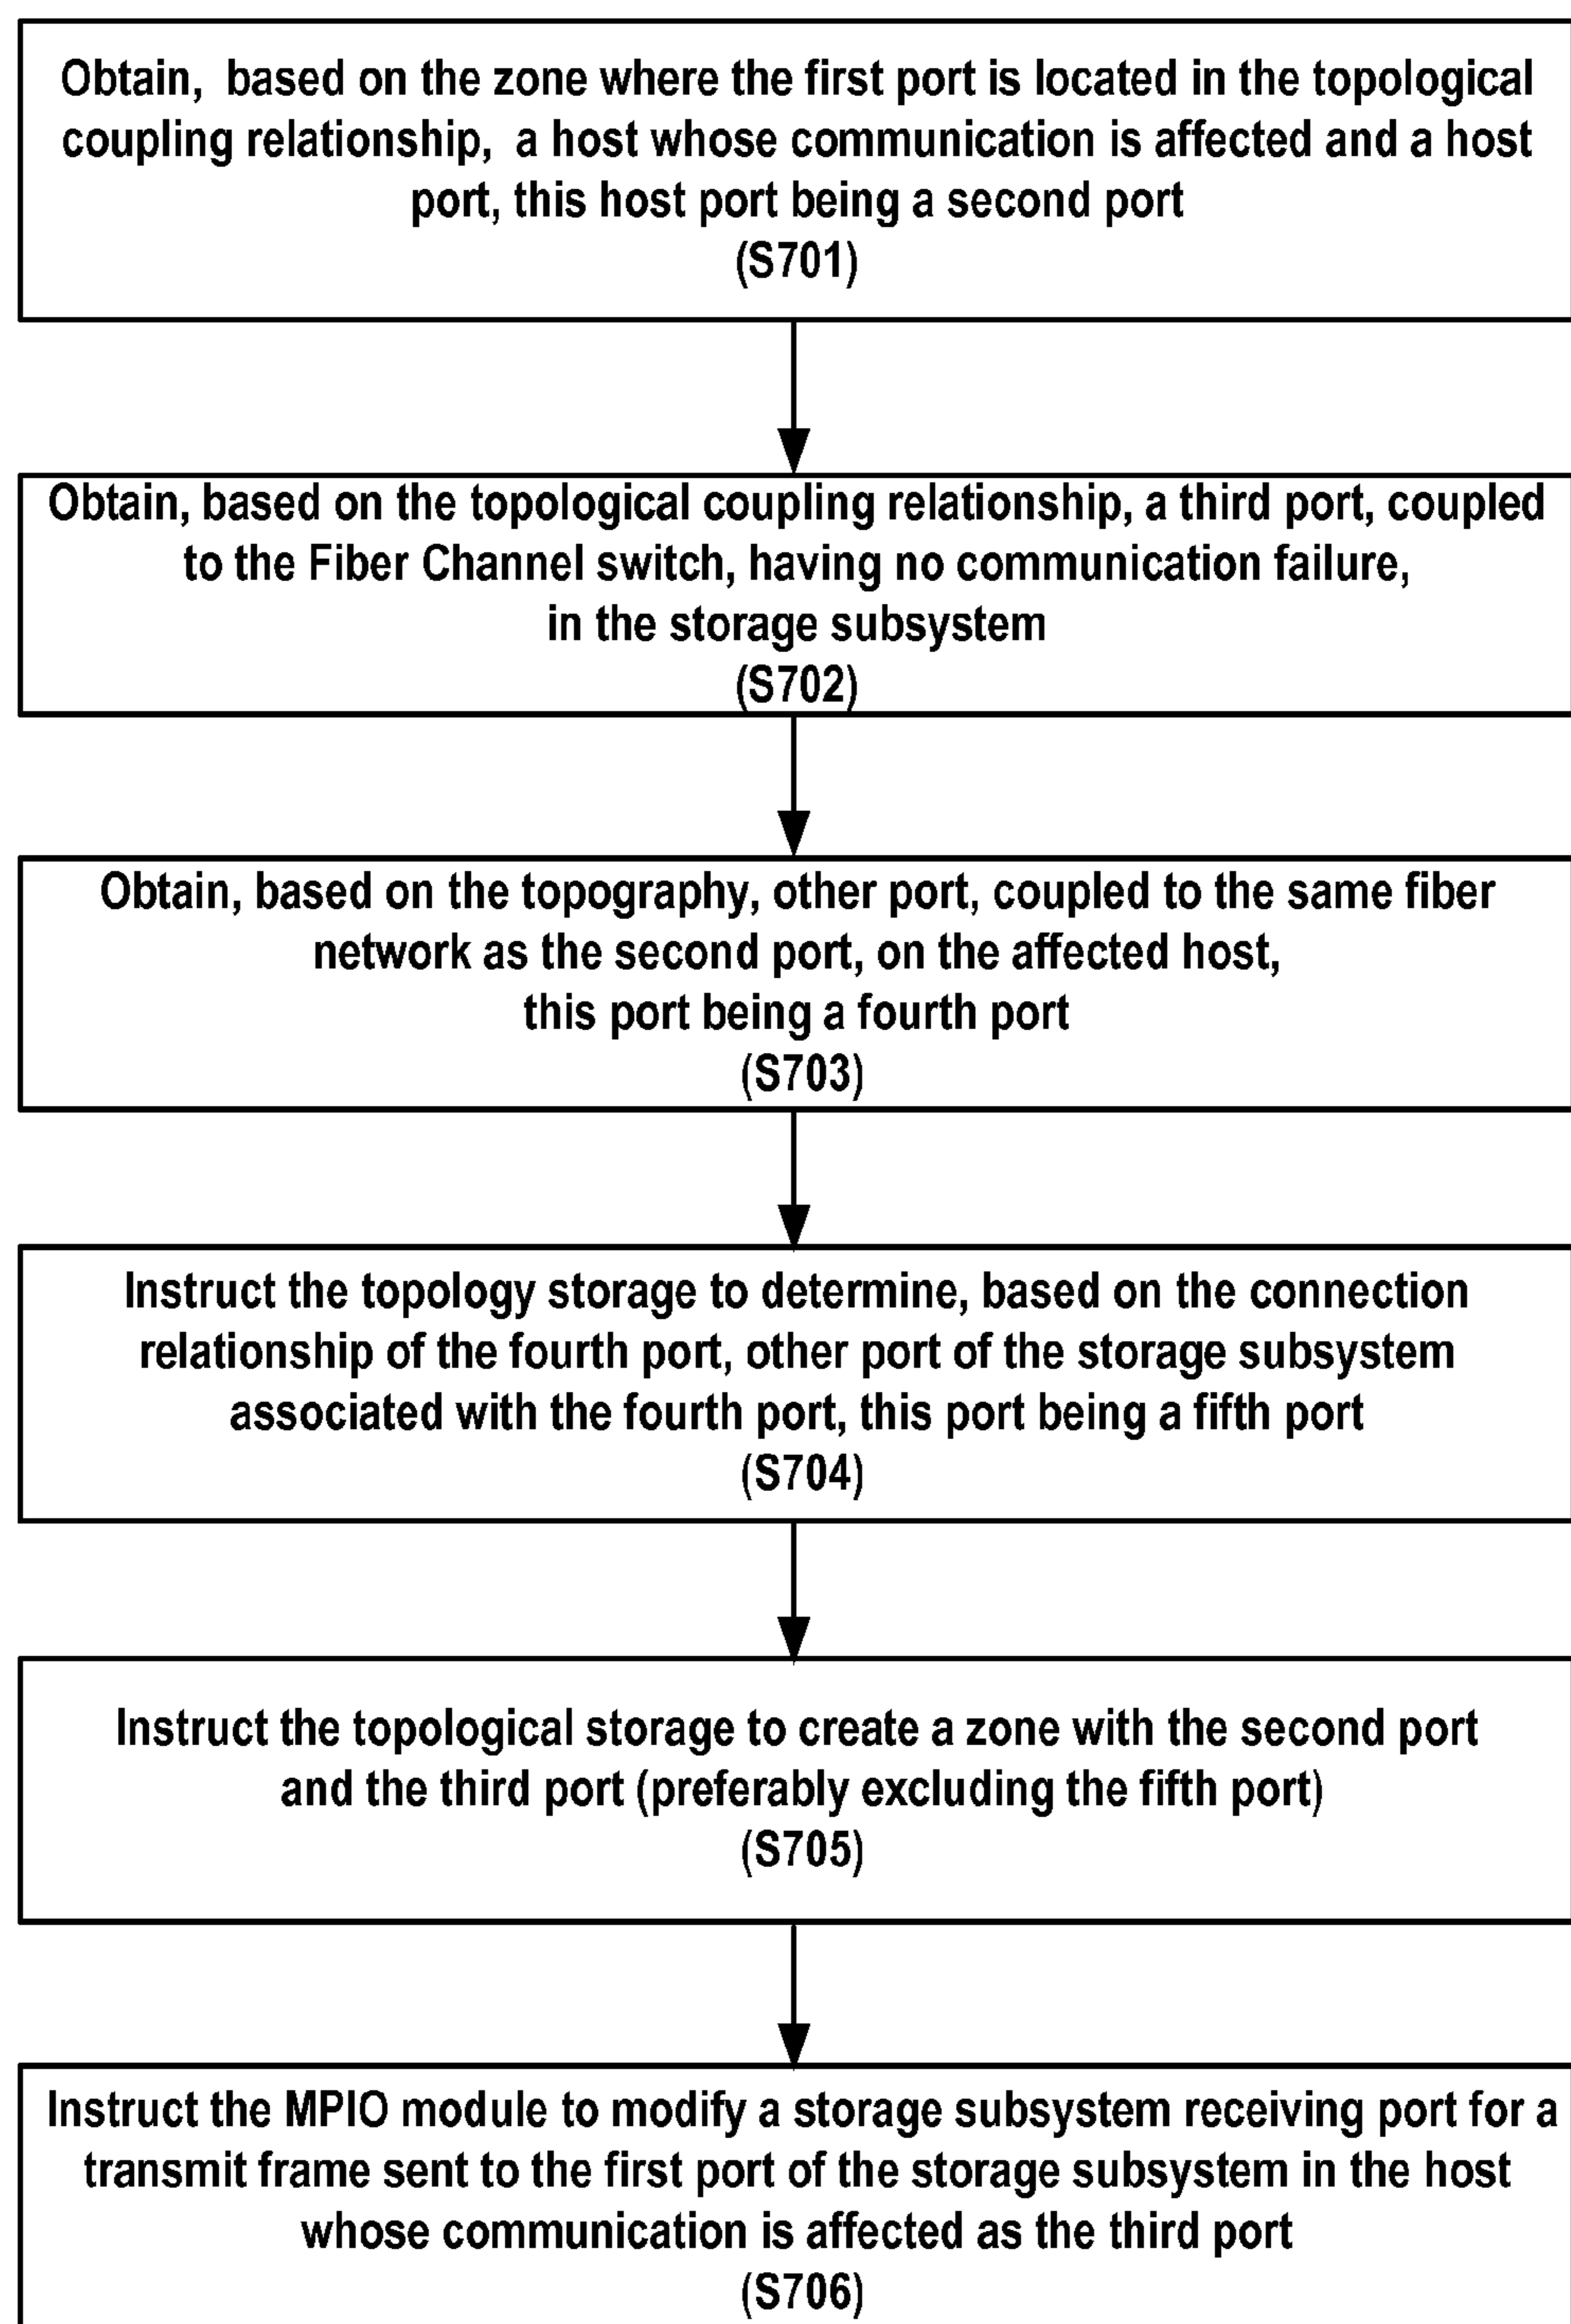 Obtain, based on the zone where the first port is located in the topological
coupling relationship, a host whose communication is affected and a host
port, this host port being a second port
(S701)
Obtain, based on the topological coupling relationship, a third port, coupled
to the Fiber Channel switch, having no communication failure,
in the storage subsystem
(S702)
Obtain, based on the topography, other port, coupled to the same fiber
network as the second port, on the affected host,
this port being a fourth port
(S703)
Instruct the topology storage to determine, based on the connection
relationship of the fourth port, other port of the storage subsystem
associated with the fourth port, this port being a fifth port
(S704)
Instruct the topological storage to create a zone with the second port
and the third port (preferably excluding the fifth port)
(S705)
Instruct the MPIO module to modify a storage subsystem receiving port for a
transmit frame sent to the first port of the storage subsystem in the host
whose communication is affected as the third port
(S706)